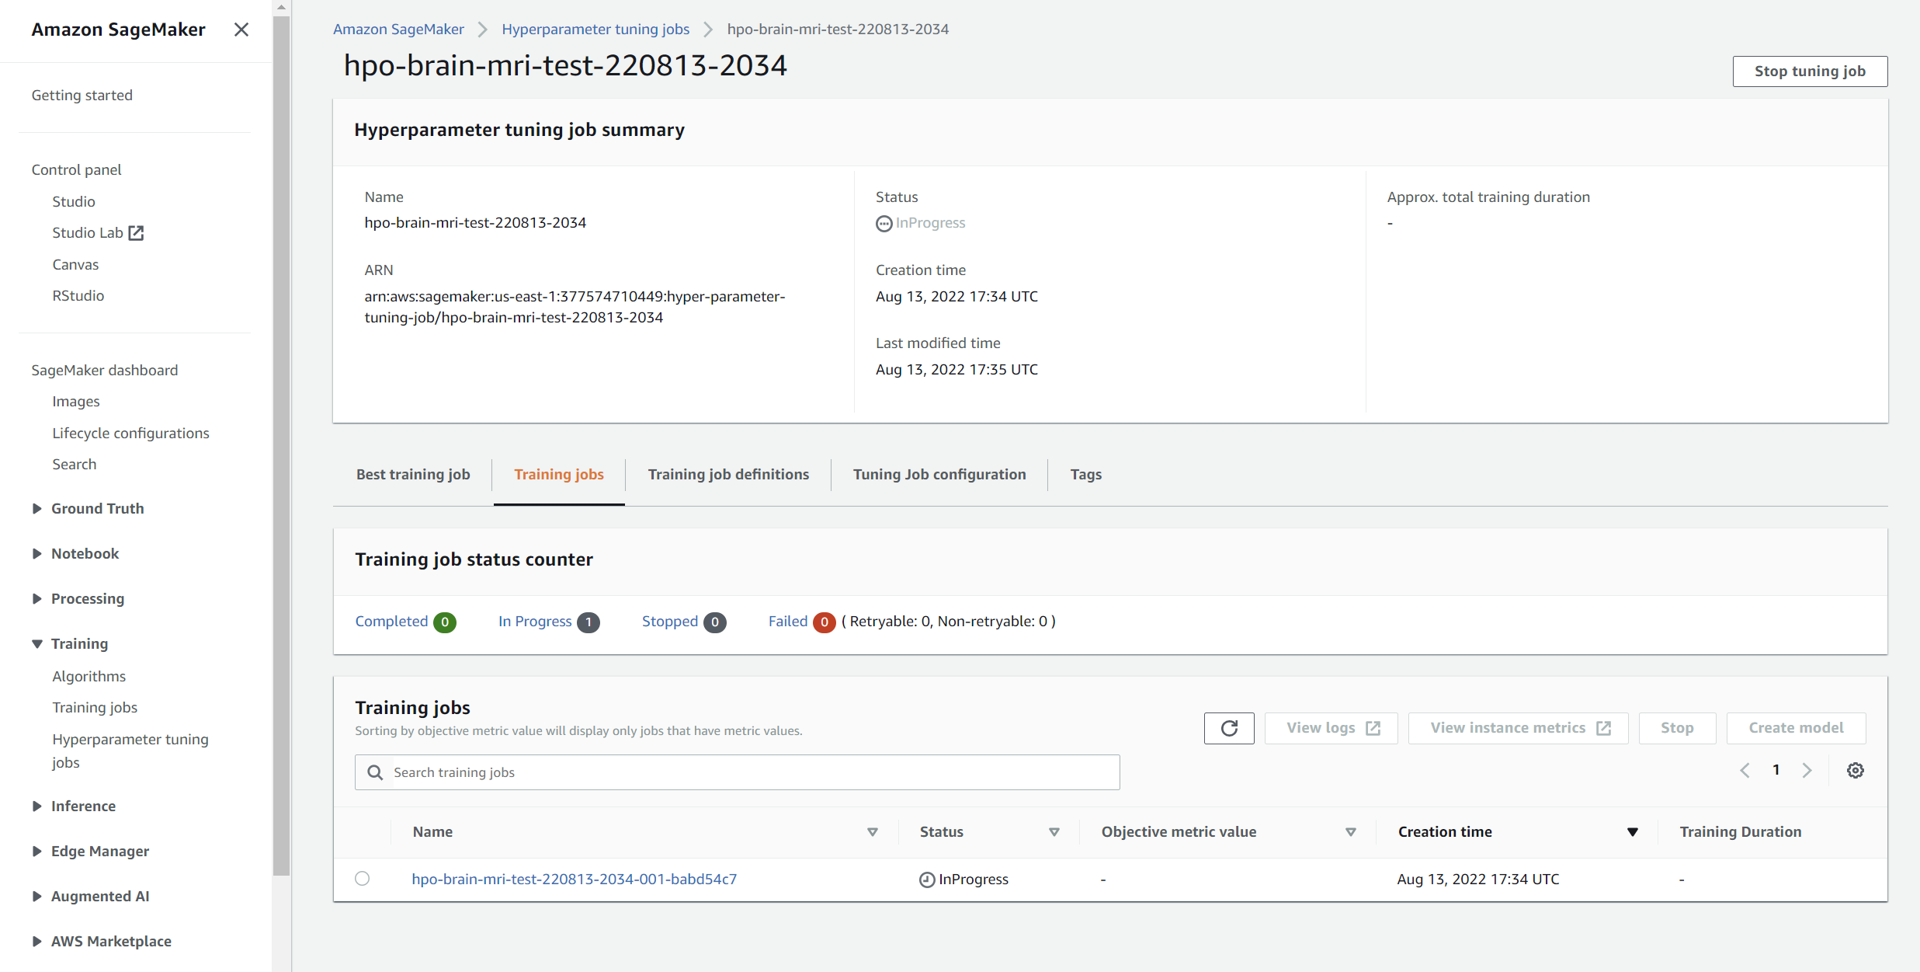 Amazon SageMaker
Getting started
Control panel
Studio
Studio Lab
Canvas
RStudio
SageMaker dashboard
Images
Lifecycle configurations
Search
Ground Truth
Notebook
Processing
Training
Algorithms
Training jobs
Hyperparameter tuning
jobs
Inference
Edge Manager
Augmented AI
AWS Marketplace
Amazon SageMaker Hyperparameter tuning jobs hpo-brain-mri-test-220813-2034
hpo-brain-mri-test-220813-2034
Stop tuning job
Hyperparameter tuning job summary
Name
hpo-brain-mri-test-220813-2034
ARN
arn:aws:sagemaker:us-east-1:377574710449:hyper-parameter-
tuning-job/hpo-brain-mri-test-220813-2034
Status
InProgress
Creation time
Aug 13, 2022 17:34 UTC
Last modified time
Aug 13, 2022 17:35 UTC
Approx. total training duration
-
Best training job Training jobs Training job definitions Tuning Job configuration Tags
Training job status counter
Completed 0 In Progress 1 Stopped 0 Failed 0 ( Retryable: 0, Non-retryable: 0 )
Training jobs
Sorting by objective metric value will display only jobs that have metric values.
View logs View instance metrics Stop Create model
Search training jobs
1
Name Status Objective metric value Creation time Training Duration
hpo-brain-mri-test-220813-2034-001-babd54c7 InProgress - Aug 13, 2022 17:34 UTC -